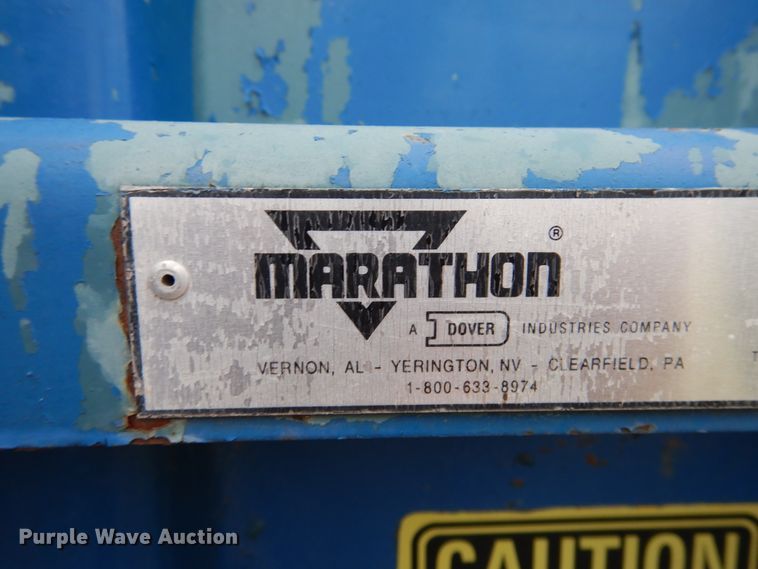 MARATHON ®
A DOVER INDUSTRIES COMPANY
VERNON, AL - YERINGTON, NV - CLEARFIELD, PA
1-800-633-8974
CAUTION
Purple Wave Auction